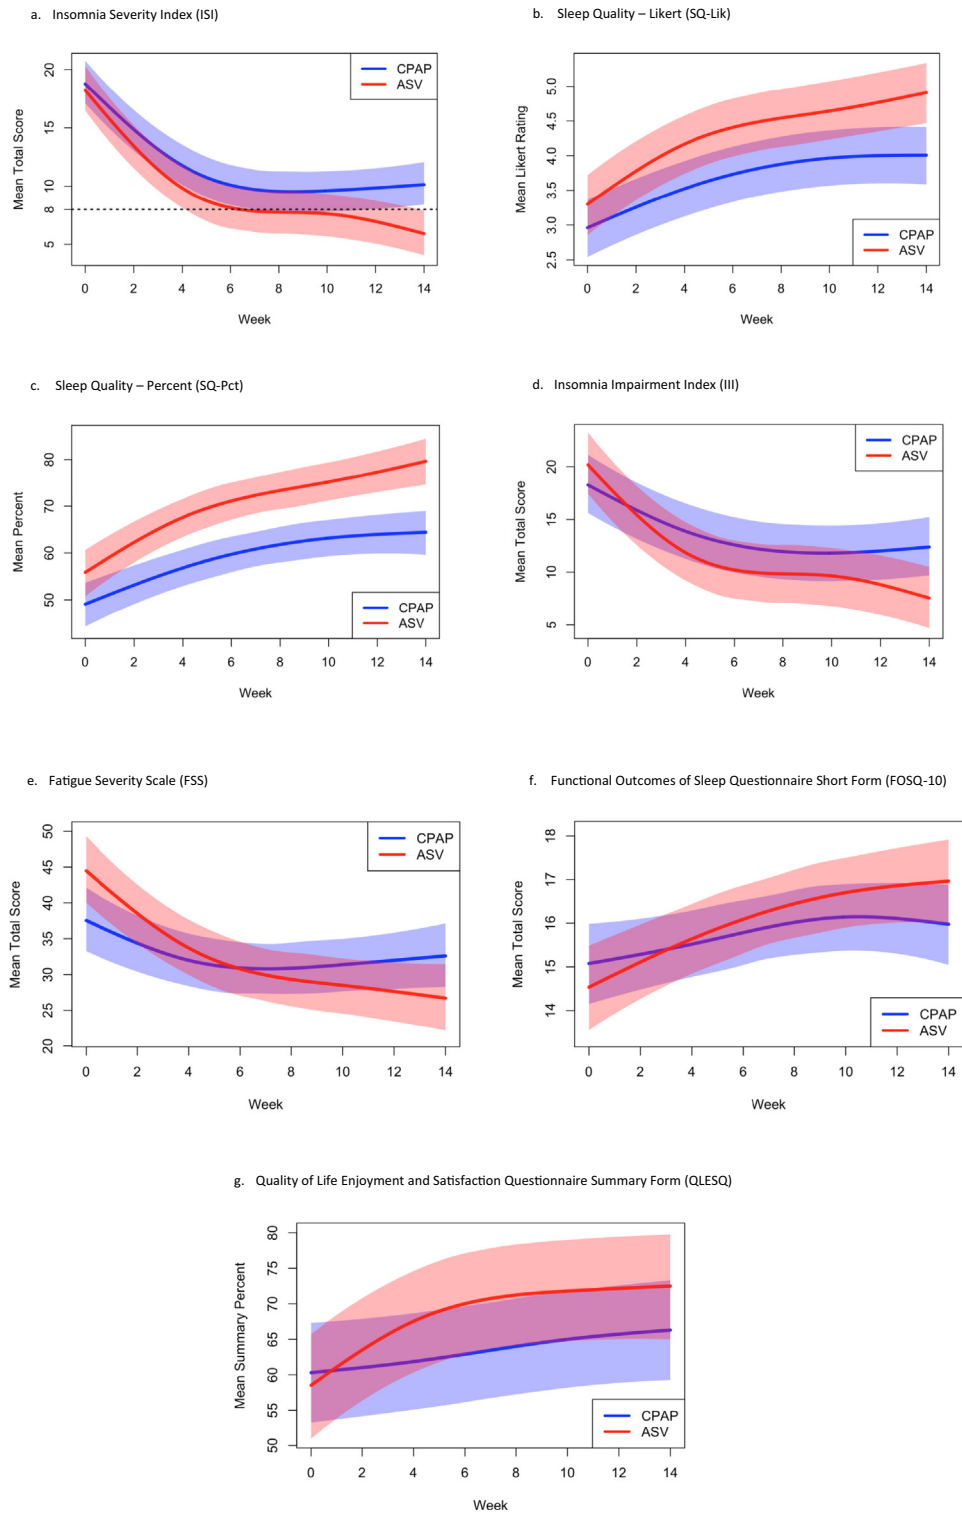 a. Insomnia Severity Index (ISI)
Mean Total Score
20
15
10
8
5
CPAP
ASV
0 2 4 6 8 10 12 14
Week
b. Sleep Quality – Likert (SQ-Lik)
Mean Likert Rating
5.0
4.5
4.0
3.5
3.0
2.5
CPAP
ASV
0 2 4 6 8 10 12 14
Week
c. Sleep Quality – Percent (SQ-Pct)
Mean Percent
80
70
60
50
CPAP
ASV
0 2 4 6 8 10 12 14
Week
d. Insomnia Impairment Index (III)
Mean Total Score
20
15
10
5
CPAP
ASV
0 2 4 6 8 10 12 14
Week
e. Fatigue Severity Scale (FSS)
Mean Total Score
50
45
40
35
30
25
20
CPAP
ASV
0 2 4 6 8 10 12 14
Week
f. Functional Outcomes of Sleep Questionnaire Short Form (FOSQ-10)
Mean Total Score
18
17
16
15
14
CPAP
ASV
0 2 4 6 8 10 12 14
Week
g. Quality of Life Enjoyment and Satisfaction Questionnaire Summary Form (QLESQ)
Mean Summary Percent
80
75
70
65
60
55
50
CPAP
ASV
0 2 4 6 8 10 12 14
Week